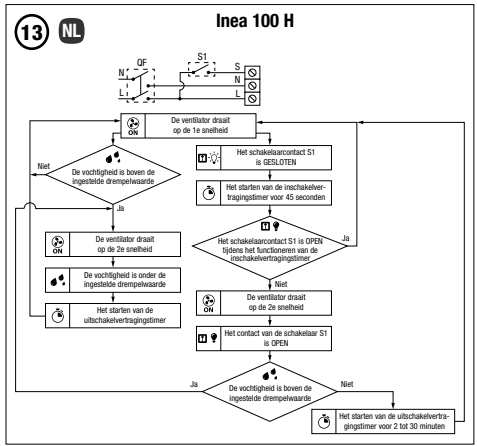 13 NL
Inea 100 H
QF
S1
S
N
N
L
L
De ventilator draait
op de 1e snelheid
ON
Niet
De vochtigheid is boven de
ingestelde drempelwaarde
Ja
Het schakelaarcontact S1
is GESLOTEN
Het starten van de inschakelver-
tragingstimer voor 45 seconden
Het schakelaarcontact S1 is OPEN
tijdens het functioneren van de
inschakelvertragingstimer
Ja
Niet
De ventilator draait
op de 2e snelheid
ON
De vochtigheid is onder de
ingestelde drempelwaarde
Het starten van de
uitschakelvertragingstimer
De ventilator draait
op de 2e snelheid
ON
Het contact van de schakelaar S1
is OPEN
Ja
De vochtigheid is boven de
ingestelde drempelwaarde
Niet
Het starten van de uitschakelvertra-
gingstimer voor 2 tot 30 minuten